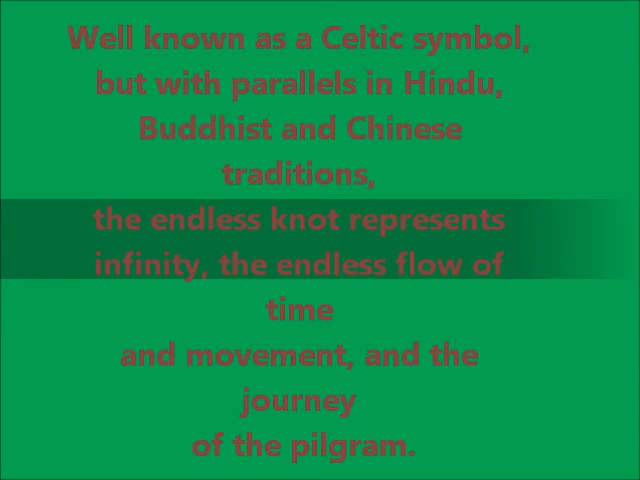 Well known as a Celtic symbol,
but with parallels in Hindu,
Buddhist and Chinese
traditions,
the endless knot represents
infinity, the endless flow of
time
and movement, and the
journey
of the pilgram.